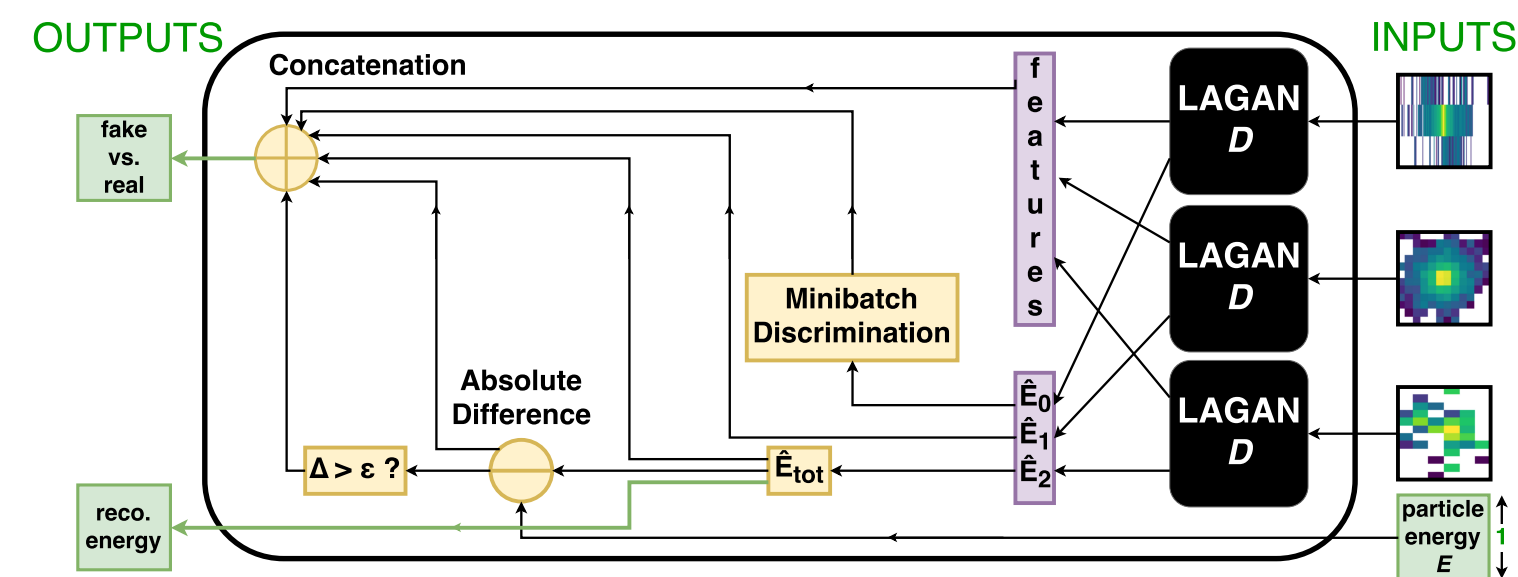 OUTPUTS
INPUTS
Concatenation
fake
vs.
real
features
LAGAN
D
LAGAN
D
LAGAN
D
Minibatch
Discrimination
Absolute
Difference
Δ > ε ?
Êtot
Ê0
Ê1
Ê2
reco.
energy
particle
energy
E
1